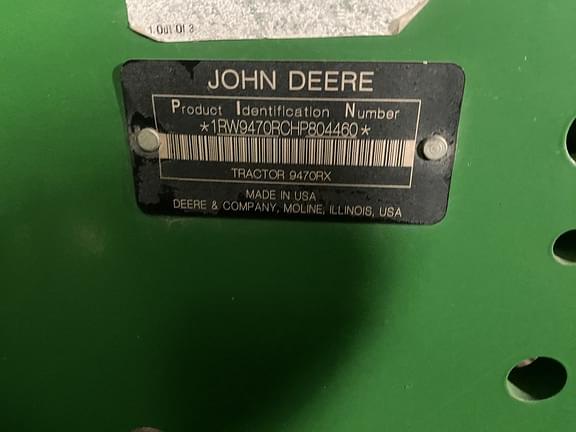 1 Out Of 3
JOHN DEERE
Product Identification Number
*1RW9470RCHP804460*
TRACTOR 9470RX
MADE IN USA
DEERE & COMPANY, MOLINE, ILLINOIS, USA